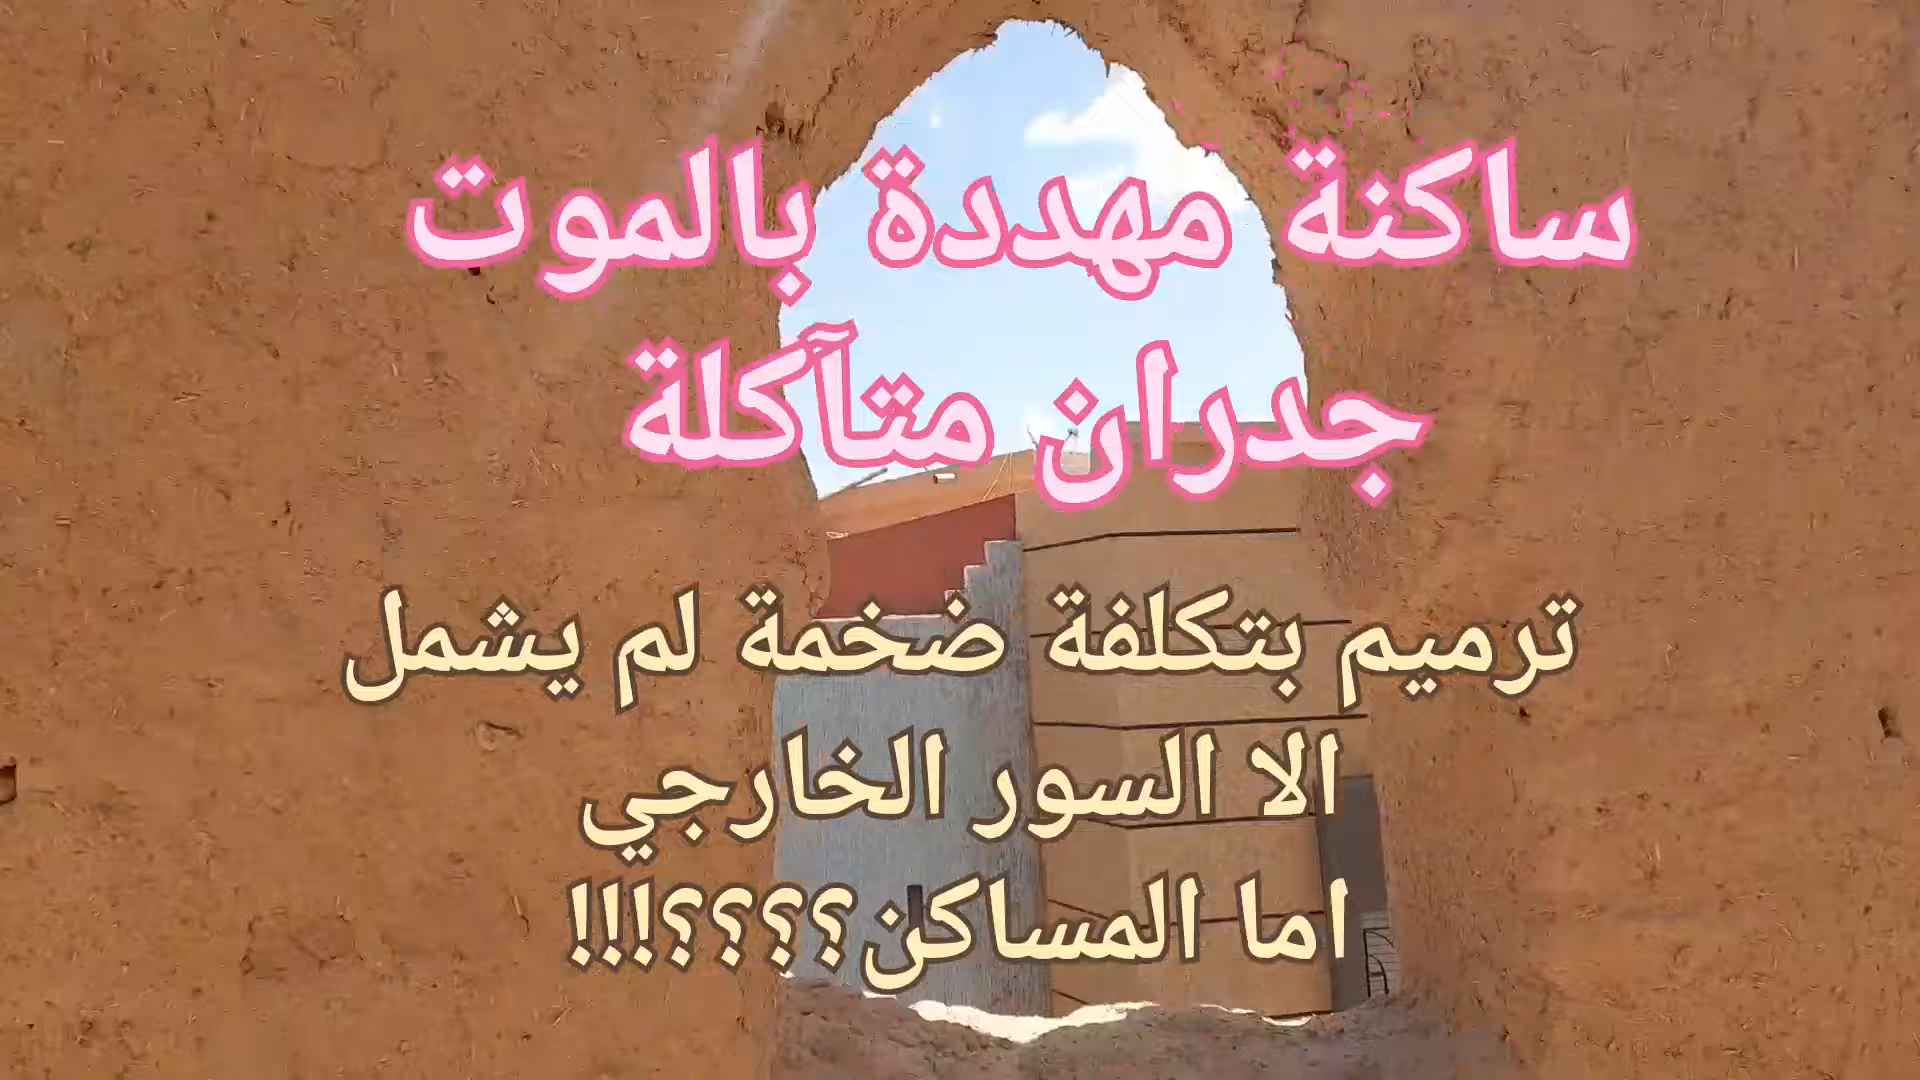 ساكنة مهددة بالموت
جدران متآكلة
ترميم بتكلفة ضخمة لم يشمل
الا السور الخارجي
اما المساكن؟؟؟؟!!!